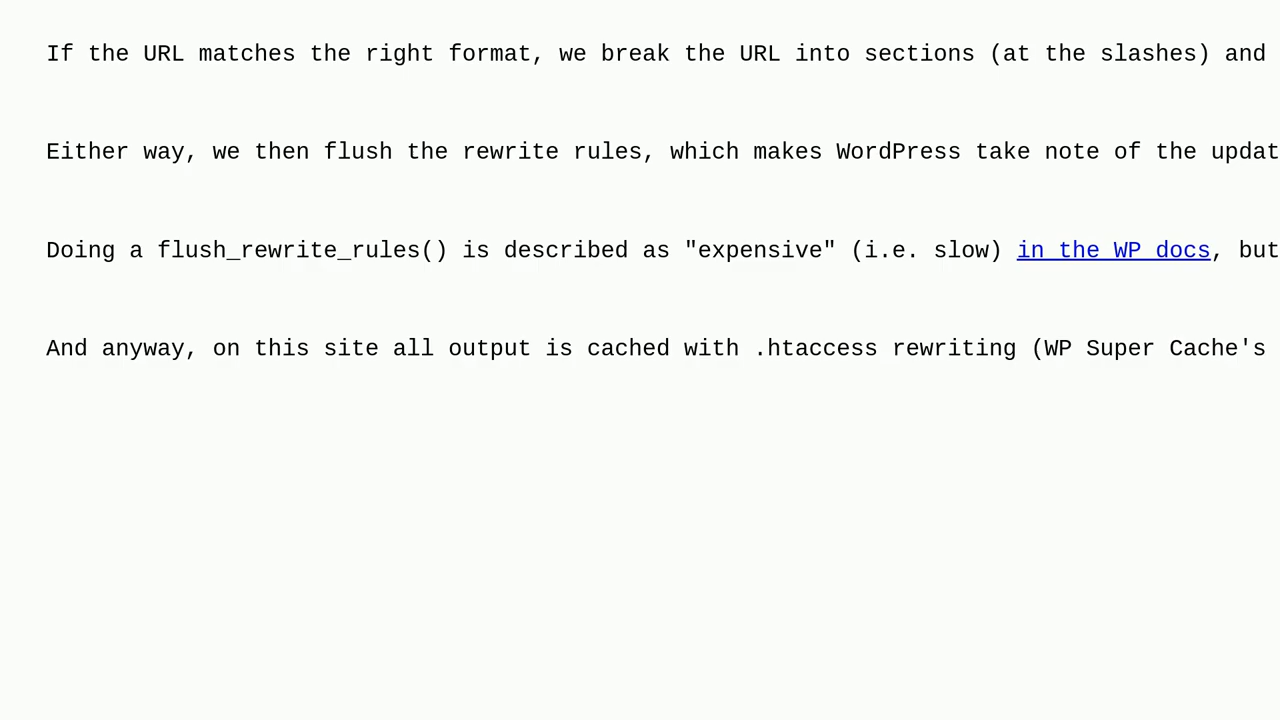 If the URL matches the right format, we break the URL into sections (at the slashes) and
Either way, we then flush the rewrite rules, which makes WordPress take note of the updat
Doing a flush_rewrite_rules() is described as "expensive" (i.e. slow) in the WP docs, but
And anyway, on this site all output is cached with .htaccess rewriting (WP Super Cache's